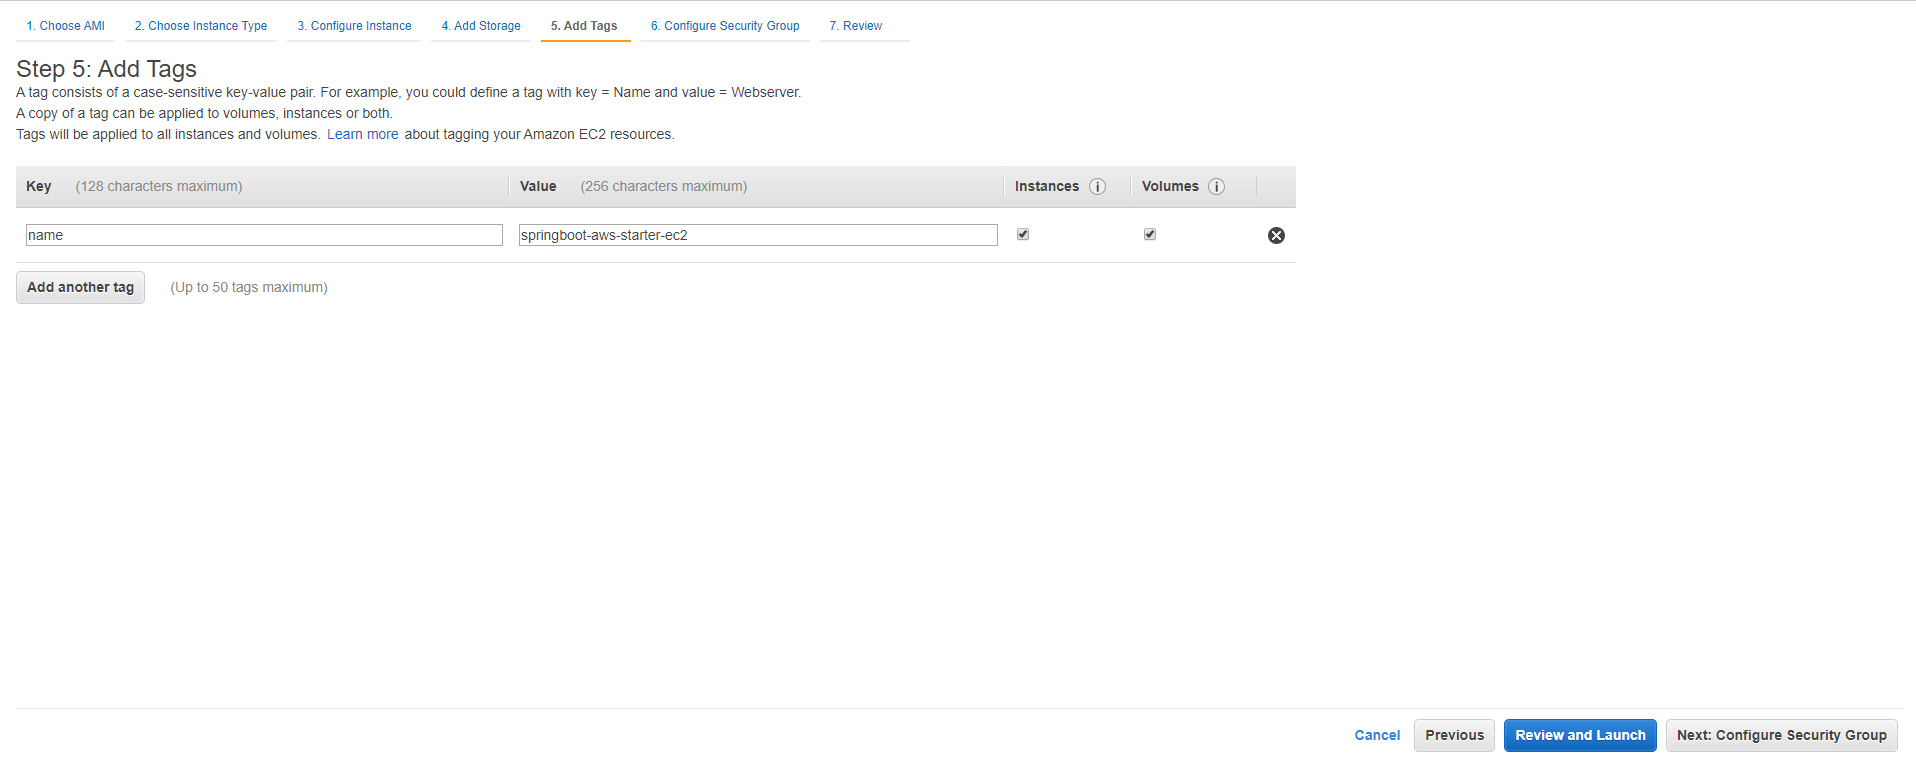 1. Choose AMI 2. Choose Instance Type 3. Configure Instance 4. Add Storage 5. Add Tags 6. Configure Security Group 7. Review
Step 5: Add Tags
A tag consists of a case-sensitive key-value pair. For example, you could define a tag with key = Name and value = Webserver.
A copy of a tag can be applied to volumes, instances or both.
Tags will be applied to all instances and volumes. Learn more about tagging your Amazon EC2 resources.
Key (128 characters maximum) Value (256 characters maximum) Instances i Volumes i
name springboot-aws-starter-ec2
Add another tag (Up to 50 tags maximum)
Cancel Previous Review and Launch Next: Configure Security Group